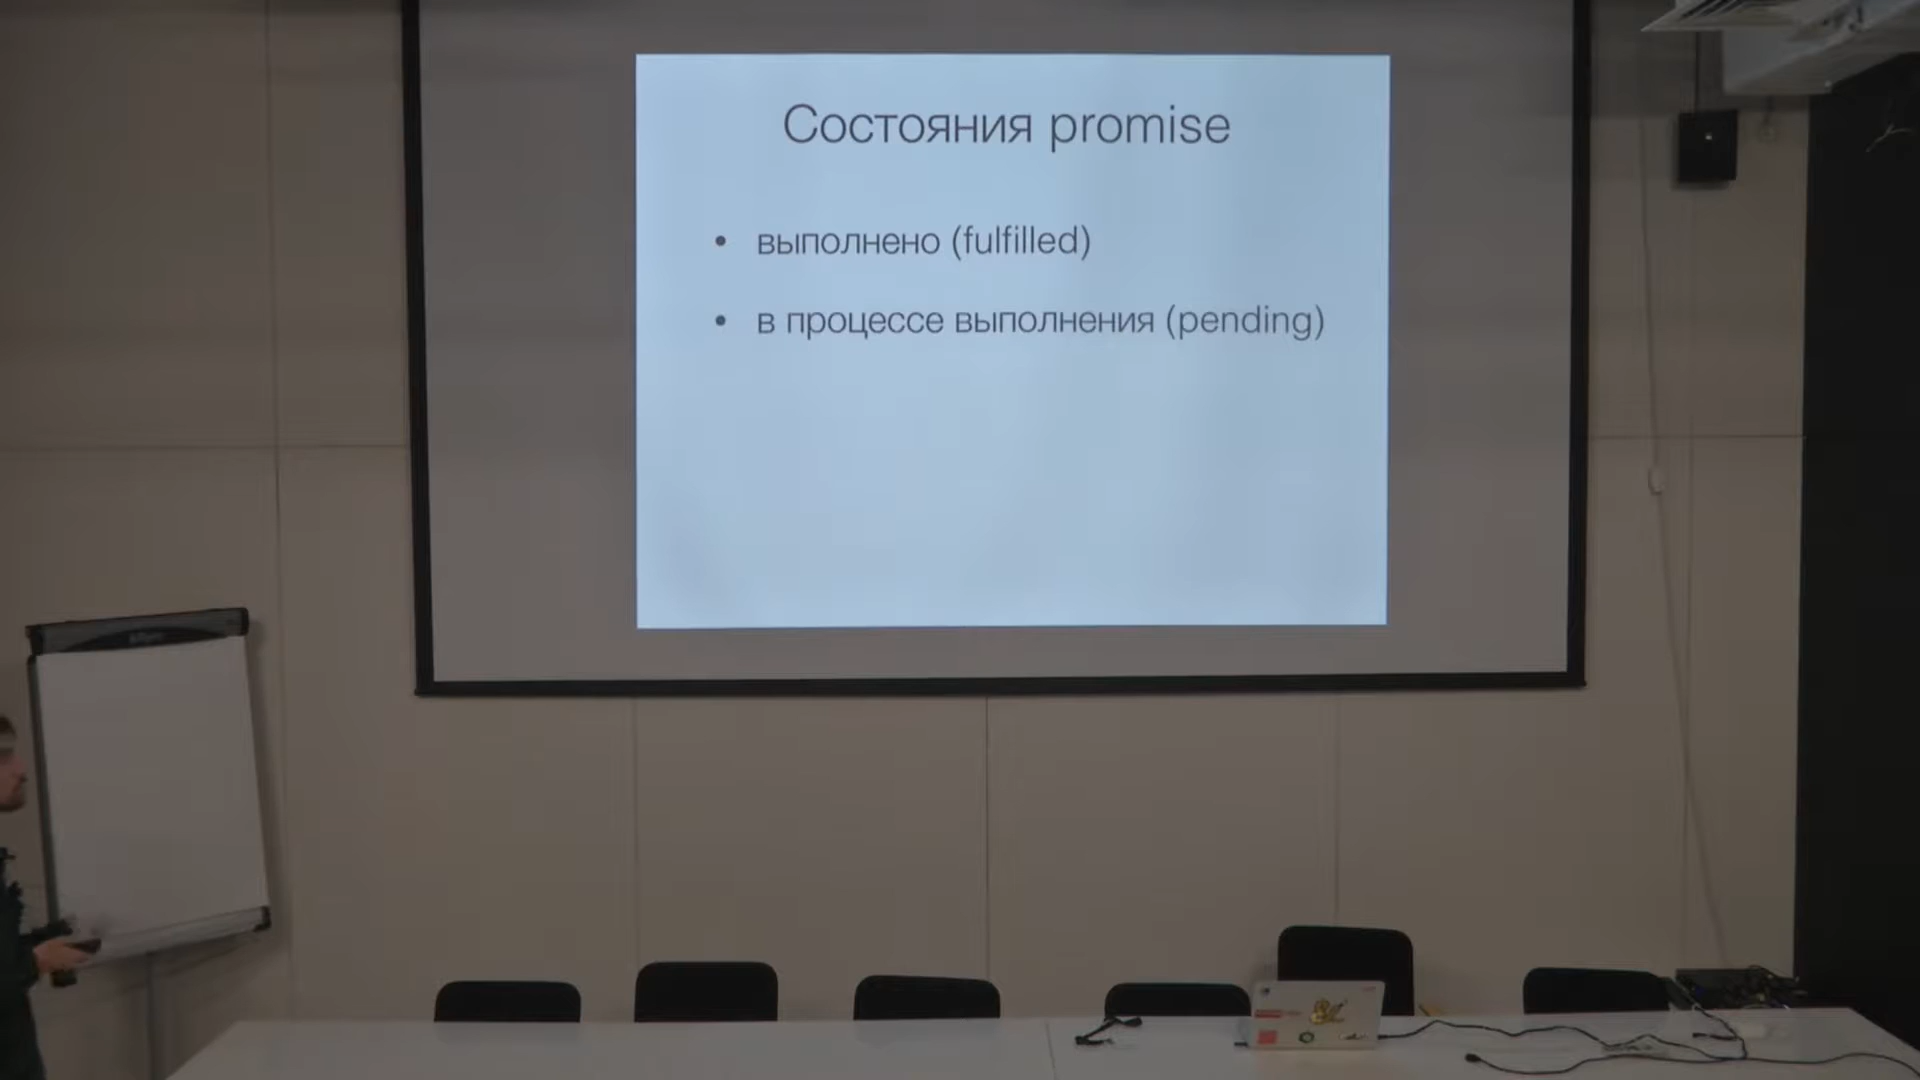 Состояния promise
• выполнено (fulfilled)
• в процессе выполнения (pending)